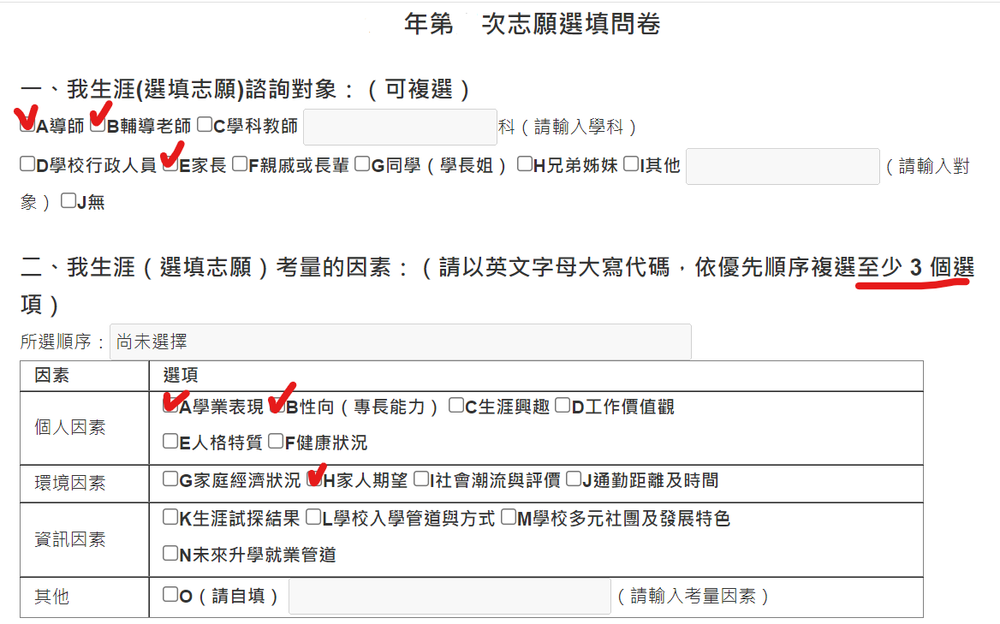 年第 次志願選填問卷
一、我生涯(選填志願)諮詢對象：（可複選）
A導師 B輔導老師 C學科教師 科（請輸入學科）
D學校行政人員 E家長 F親戚或長輩 G同學（學長姐） H兄弟姊妹 I其他 （請輸入對
象） J無
二、我生涯（選填志願）考量的因素：（請以英文字母大寫代碼，依優先順序複選至少 3 個選
項）
所選順序： 尚未選擇
因素 選項
個人因素 A學業表現 B性向（專長能力） C生涯興趣 D工作價值觀
E人格特質 F健康狀況
環境因素 G家庭經濟狀況 H家人期望 I社會潮流與評價 J通勤距離及時間
資訊因素 K生涯試探結果 L學校入學管道與方式 M學校多元社團及發展特色
N未來升學就業管道
其他 O（請自填） （請輸入考量因素）